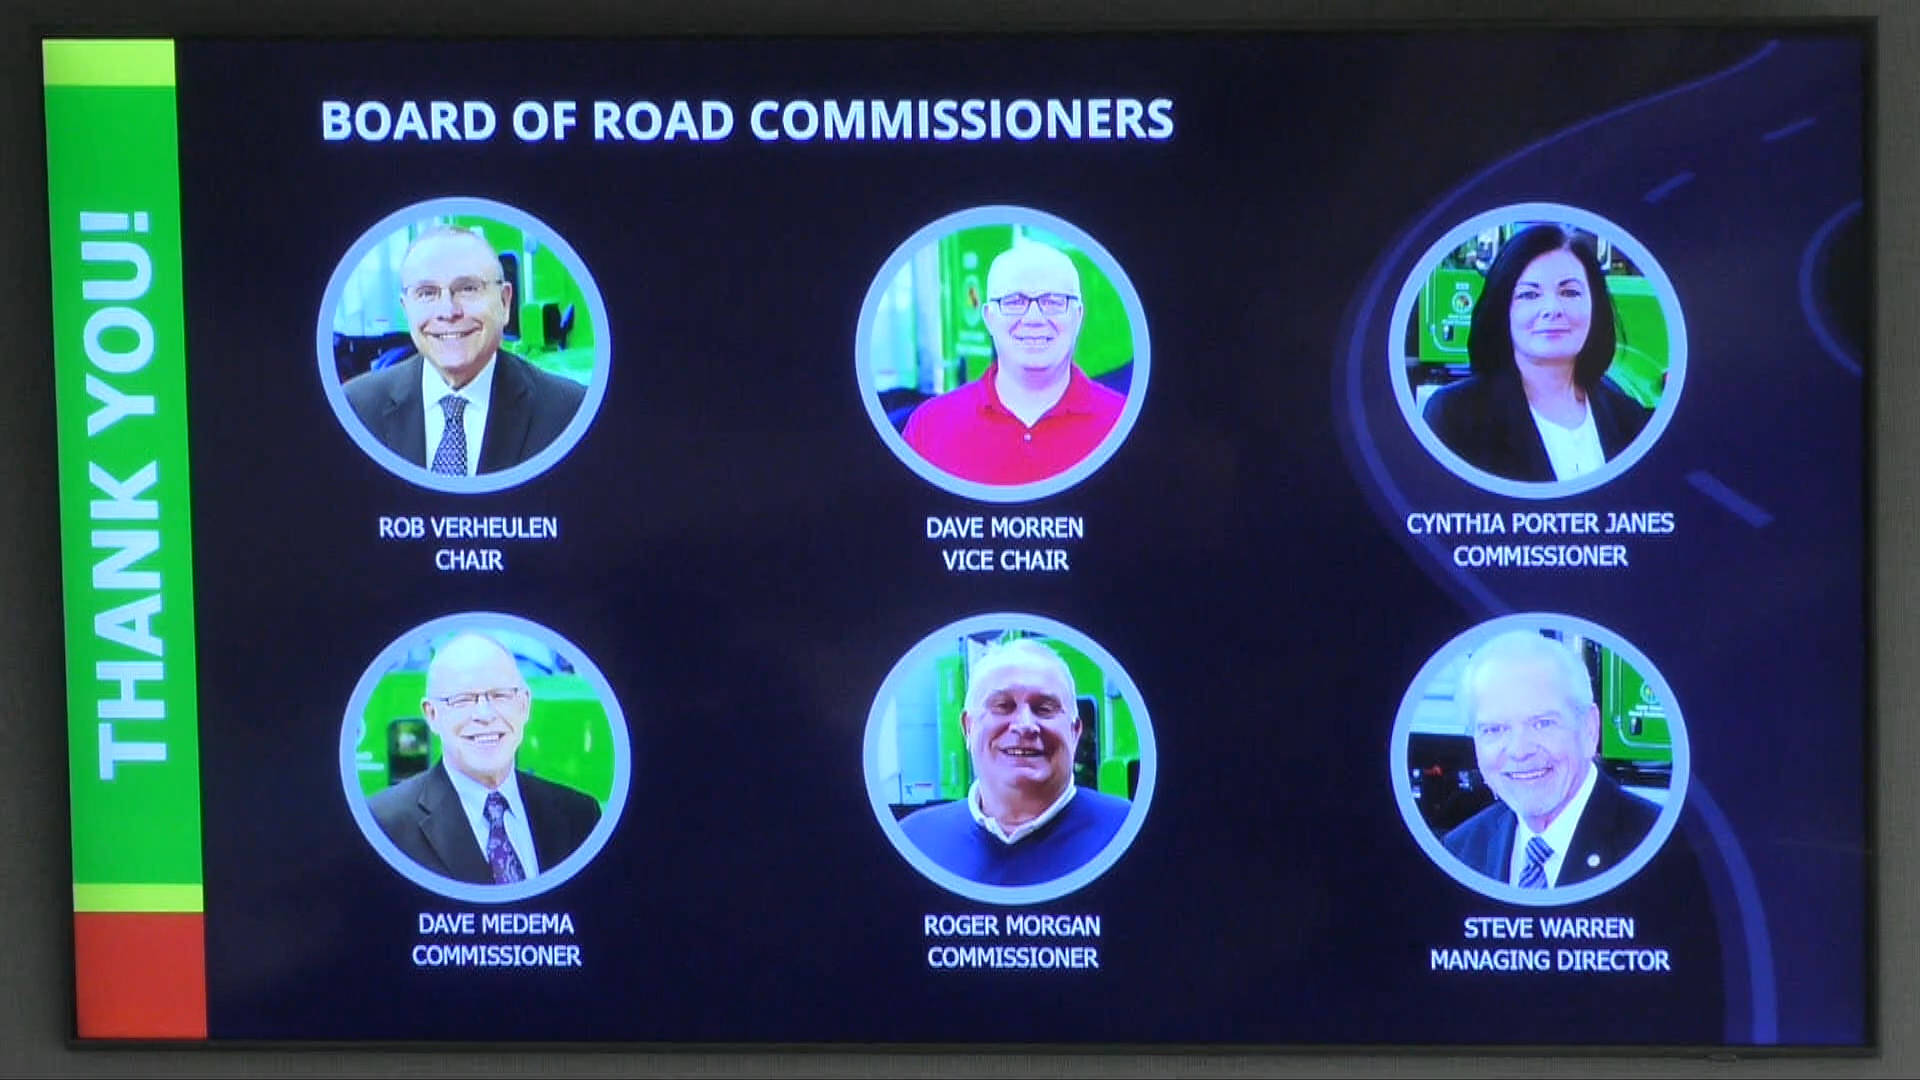 THANK YOU!
BOARD OF ROAD COMMISSIONERS
ROB VERHEULEN
CHAIR
DAVE MORREN
VICE CHAIR
CYNTHIA PORTER JANES
COMMISSIONER
DAVE MEDEMA
COMMISSIONER
ROGER MORGAN
COMMISSIONER
STEVE WARREN
MANAGING DIRECTOR